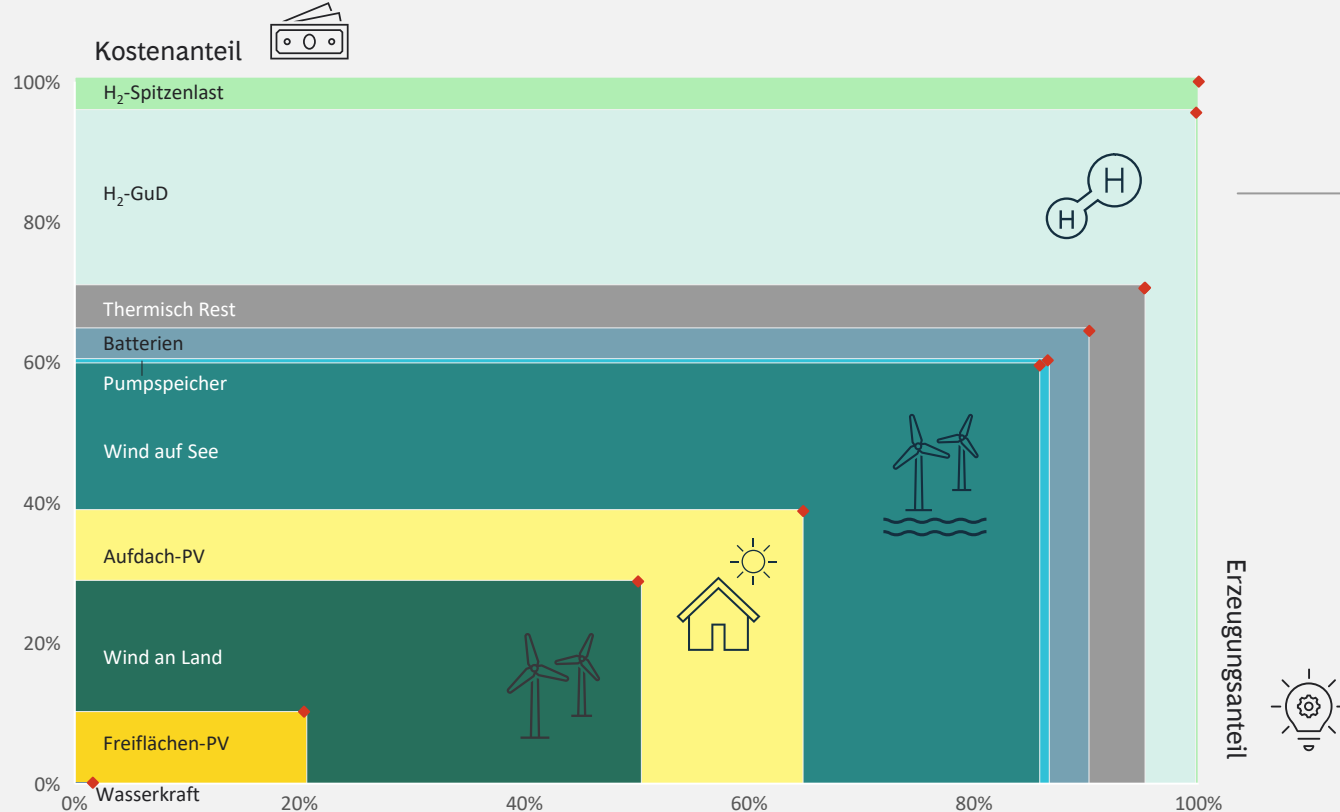 Kostenanteil
100%
H₂-Spitzenlast
H₂-GuD
H
H
80%
Thermisch Rest
Batterien
60%
Pumpspeicher
Wind auf See
40%
Aufdach-PV
Erzeugungsanteil
20%
Wind an Land
Freiflächen-PV
0%
Wasserkraft
0%
20%
40%
60%
80%
100%